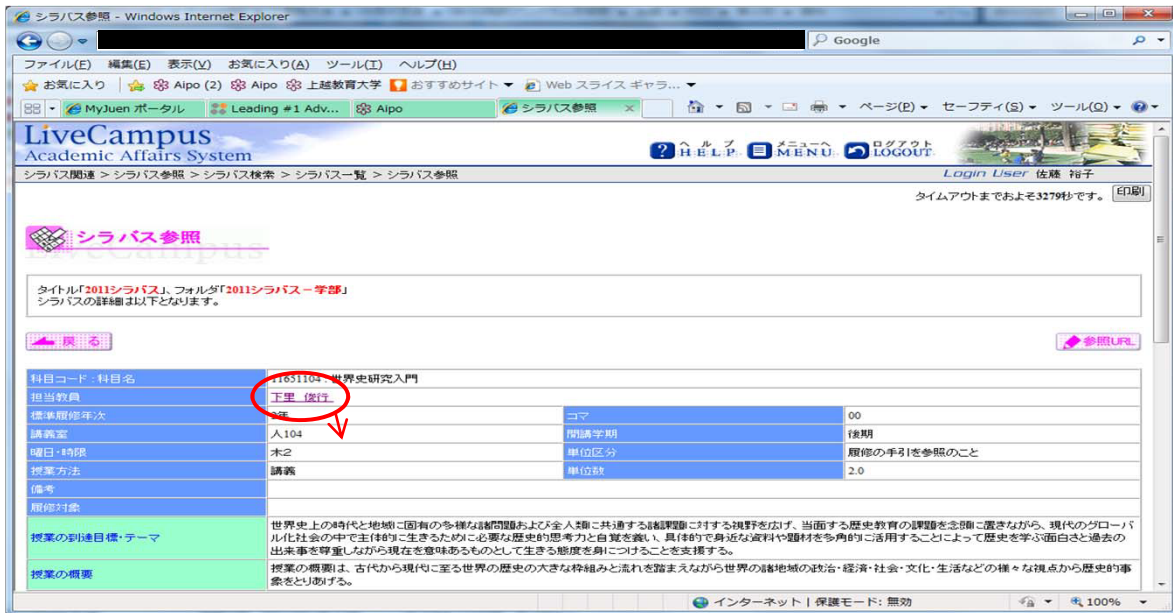 シラバス参照 - Windows Internet Explorer
Google
ファイル(F) 編集(E) 表示(V) お気に入り(A) ツール(T) ヘルプ(H)
お気に入り Aipo (2) Aipo 上越教育大学 おすすめサイト Web スライス ギャラ...
MyJuen ポータル Leading #1 Adv... Aipo シラバス参照 × ページ(P) セーフティ(S) ツール(O)
LiveCampus
Academic Affairs System
ヘルプ HELP メニュー MENU ログアウト LOGOUT
シラバス関連 > シラバス参照 > シラバス検索 > シラバス一覧 > シラバス参照 Login User 佐藤 裕子
タイムアウトまでおよそ3279秒です。 印刷
シラバス参照
LiveCampus
タイトル「2011シラバス」、フォルダ「2011シラバス－学部」
シラバスの詳細は以下となります。
戻る 参照URL
科目コード：科目名 11651104：世界史研究入門
担当教員 下里 俊行
標準履修年次 コマ 00
講義室 人104 開講学期 後期
曜日・時限 木2 単位区分 履修の手引を参照のこと
授業方法 講義 単位数 2.0
備考
履修対象
授業の到達目標・テーマ 世界史上の時代と地域に固有の多様な諸問題および全人類に共通する諸課題に対する視野を広げ、当面する歴史教育の課題を念頭に置きながら、現代のグローバ
ル化社会の中で主体的に生きるために必要な歴史的思考力と自覚を養い、具体的で身近な資料や題材を多角的に活用することによって歴史を学ぶ面白さと過去の
出来事を尊重しながら現在を意味あるものとして生きる態度を身につけることを支援する。
授業の概要 授業の概要は、古代から現代に至る世界の歴史の大きな枠組みと流れを踏まえながら世界の諸地域の政治・経済・社会・文化・生活などの様々な視点から歴史的事
象をとりあげる。
インターネット | 保護モード: 無効 100%